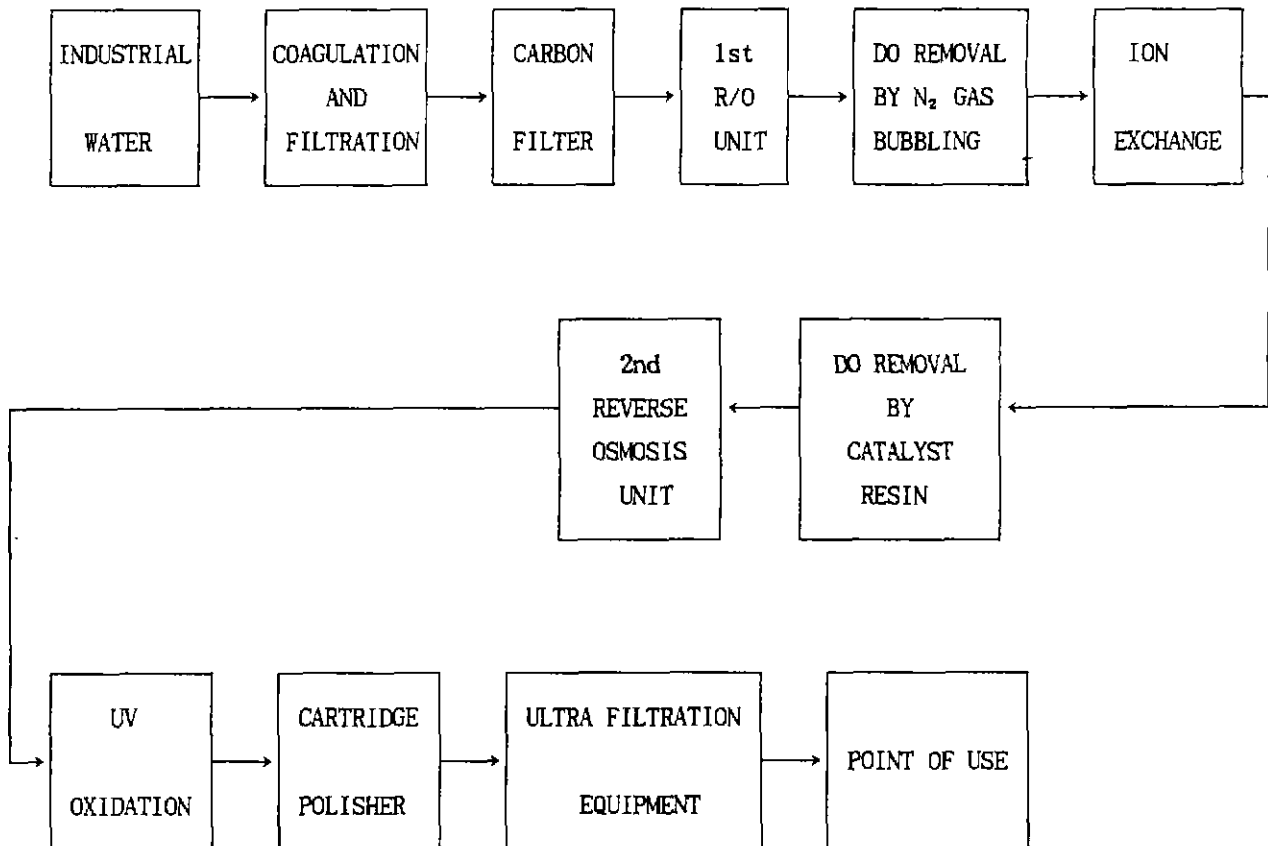 INDUSTRIAL
WATER
COAGULATION
AND
FILTRATION
CARBON
FILTER
1st
R/O
UNIT
DO REMOVAL
BY N₂ GAS
BUBBLING
ION
EXCHANGE
DO REMOVAL
BY
CATALYST
RESIN
2nd
REVERSE
OSMOSIS
UNIT
UV
OXIDATION
CARTRIDGE
POLISHER
ULTRA FILTRATION
EQUIPMENT
POINT OF USE